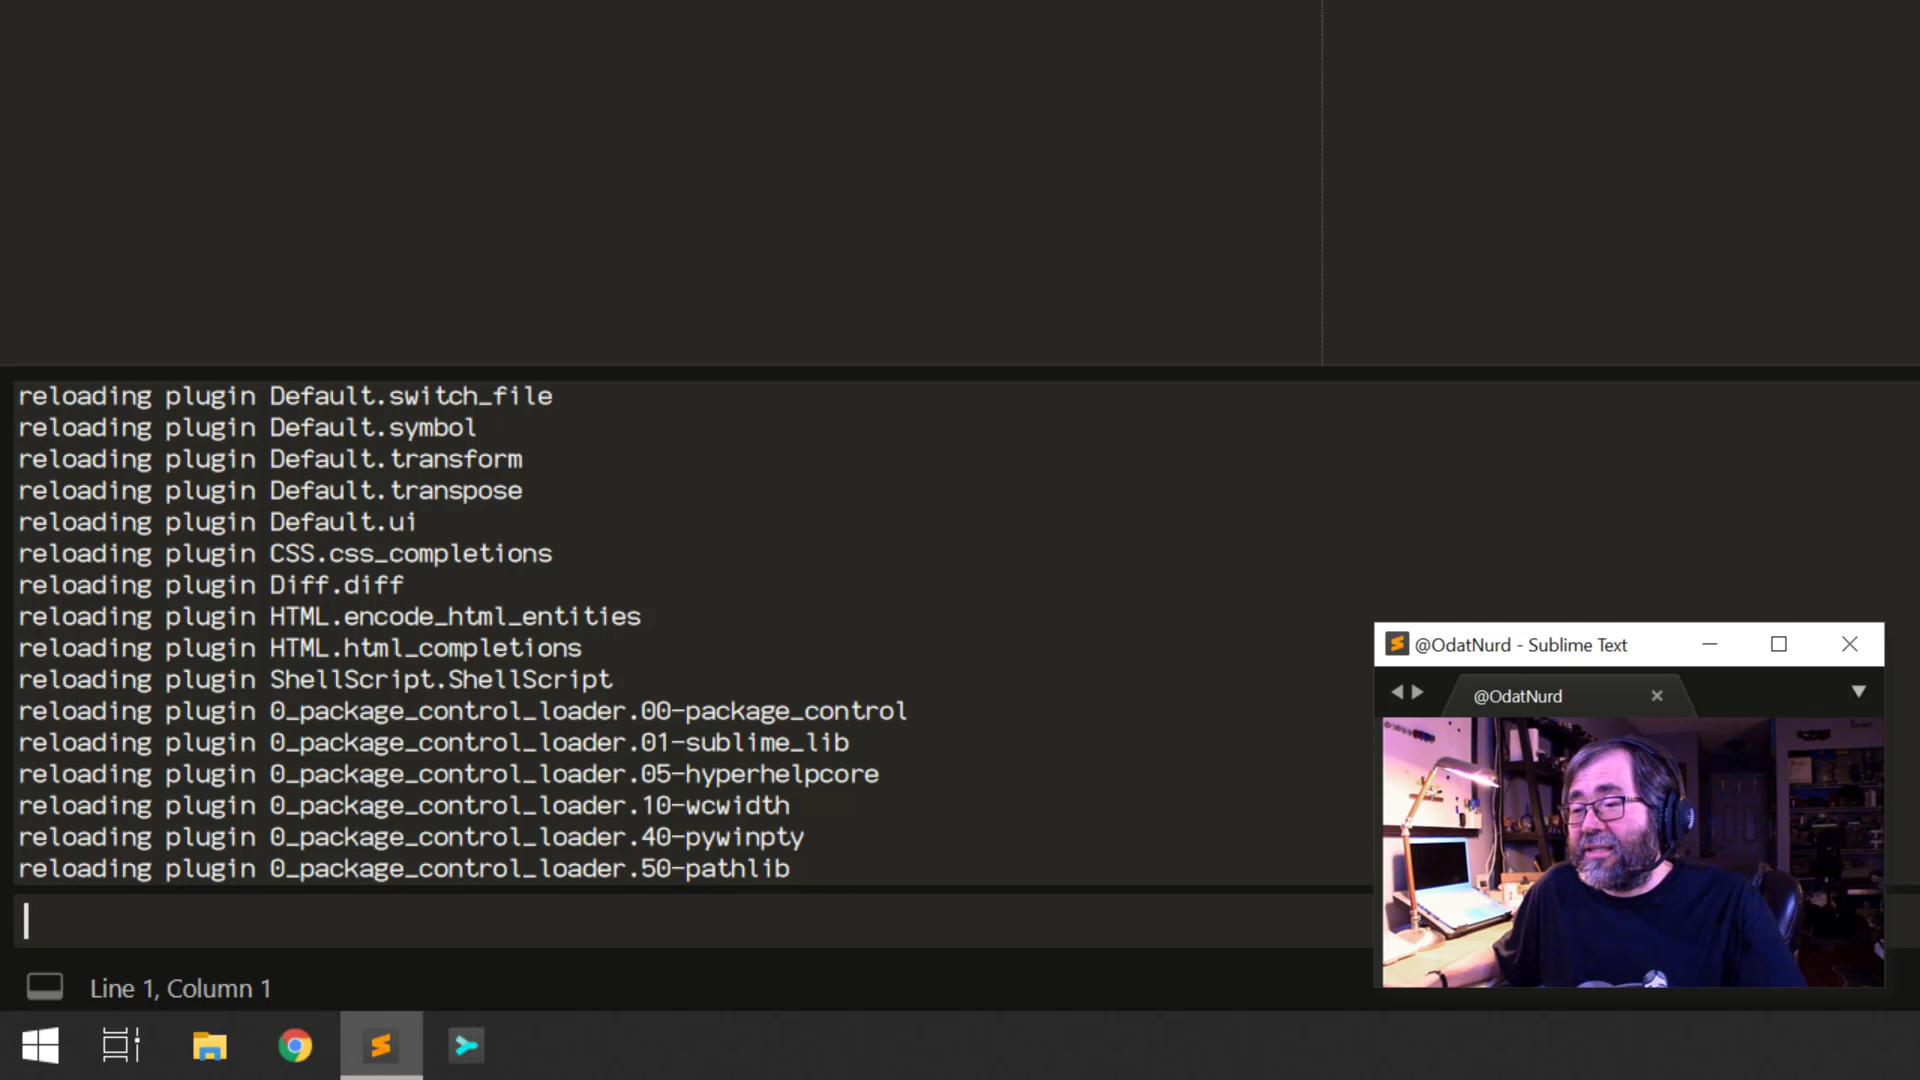 reloading plugin Default.switch_file
reloading plugin Default.symbol
reloading plugin Default.transform
reloading plugin Default.transpose
reloading plugin Default.ui
reloading plugin CSS.css_completions
reloading plugin Diff.diff
reloading plugin HTML.encode_html_entities
reloading plugin HTML.html_completions
reloading plugin ShellScript.ShellScript
reloading plugin 0_package_control_loader.00-package_control
reloading plugin 0_package_control_loader.01-sublime_lib
reloading plugin 0_package_control_loader.05-hyperhelpcore
reloading plugin 0_package_control_loader.10-wcwidth
reloading plugin 0_package_control_loader.40-pywinpty
reloading plugin 0_package_control_loader.50-pathlib
@OdatNurd - Sublime Text
@OdatNurd
Line 1, Column 1